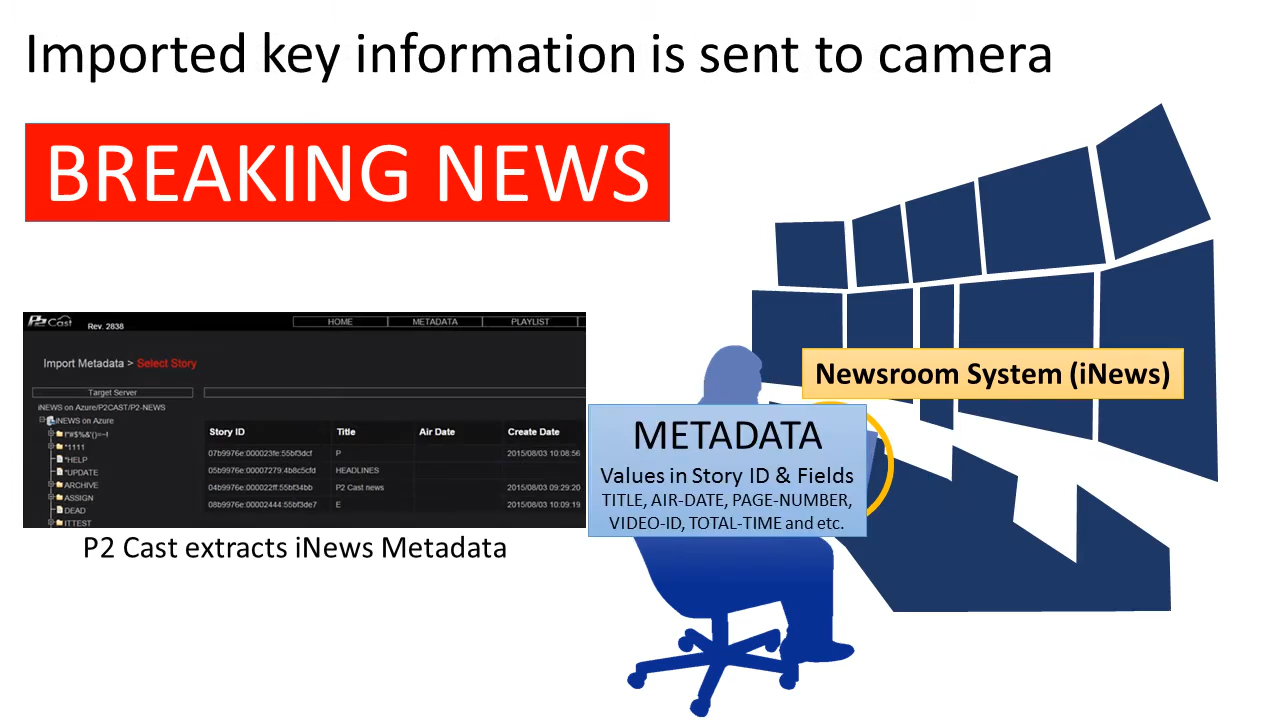 Imported key information is sent to camera
BREAKING NEWS
P2 Cast Rev. 2838 HOME METADATA PLAYLIST
Import Metadata > Select Story
Target Server
iNEWS on Azure/P2CAST/P2-NEWS
iNEWS on Azure
!"#$%&'()=~!
*1111
*HELP
*UPDATE
ARCHIVE
ASSIGN
DEAD
ITTEST
Story ID Title Air Date Create Date
07b9976e:000023fe:55bf3dcf P 2015/08/03 10:08:56
05b9976e:00007279:4b8c5cfd HEADLINES
04b9976e:000022ff:55bf34bb P2 Cast news 2015/08/03 09:29:20
08b9976e:00002444:55bf3de7 E 2015/08/03 10:09:19
P2 Cast extracts iNews Metadata
Newsroom System (iNews)
METADATA
Values in Story ID & Fields
TITLE, AIR-DATE, PAGE-NUMBER,
VIDEO-ID, TOTAL-TIME and etc.